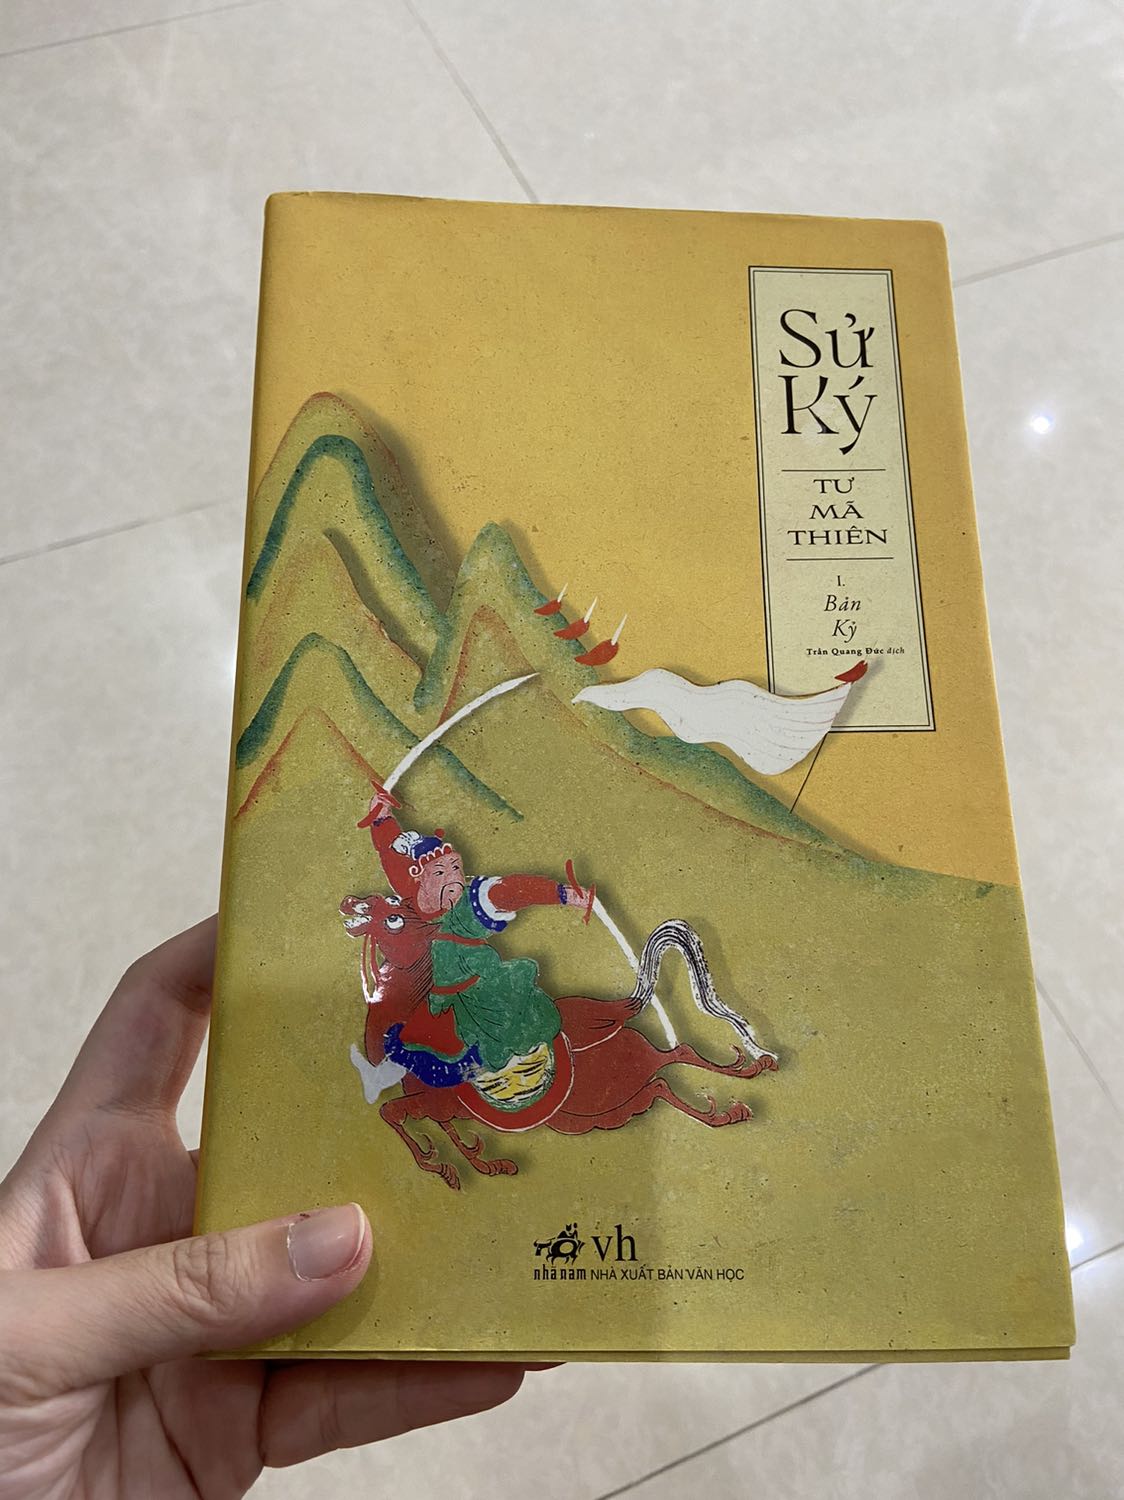 Sử
Ký
TƯ
MÃ
THIÊN
I.
Bản
Kỷ
Trần Quang Đức dịch
vh
nhã nam NHÀ XUẤT BẢN VĂN HỌC